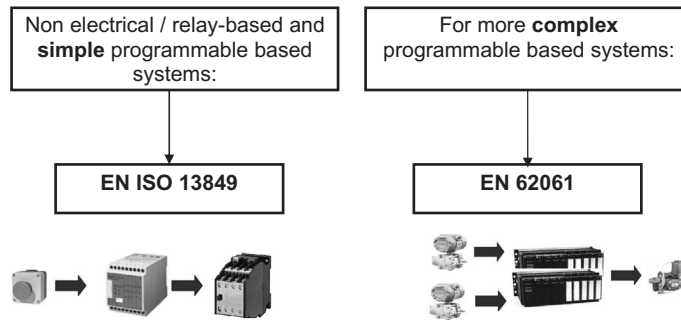 Non electrical / relay-based and
simple programmable based
systems:
For more complex
programmable based systems:
EN ISO 13849
EN 62061